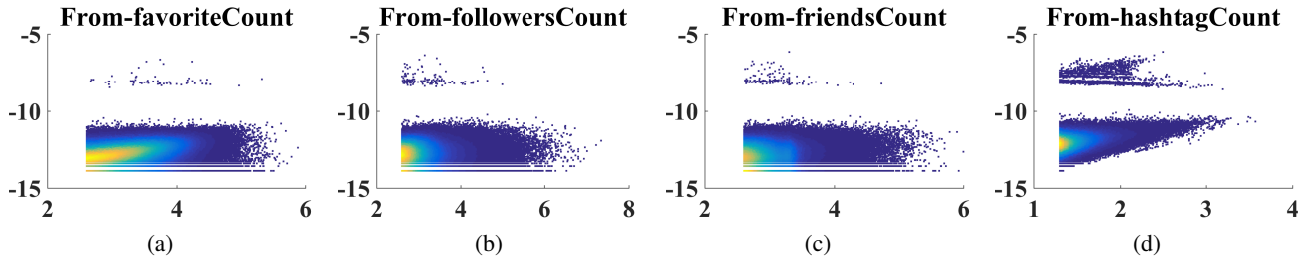 From-favoriteCount
-5
-10
-15
2 4 6
(a)
From-followersCount
-5
-10
-15
2 4 6 8
(b)
From-friendsCount
-5
-10
-15
2 4 6
(c)
From-hashtagCount
-5
-10
-15
1 2 3 4
(d)